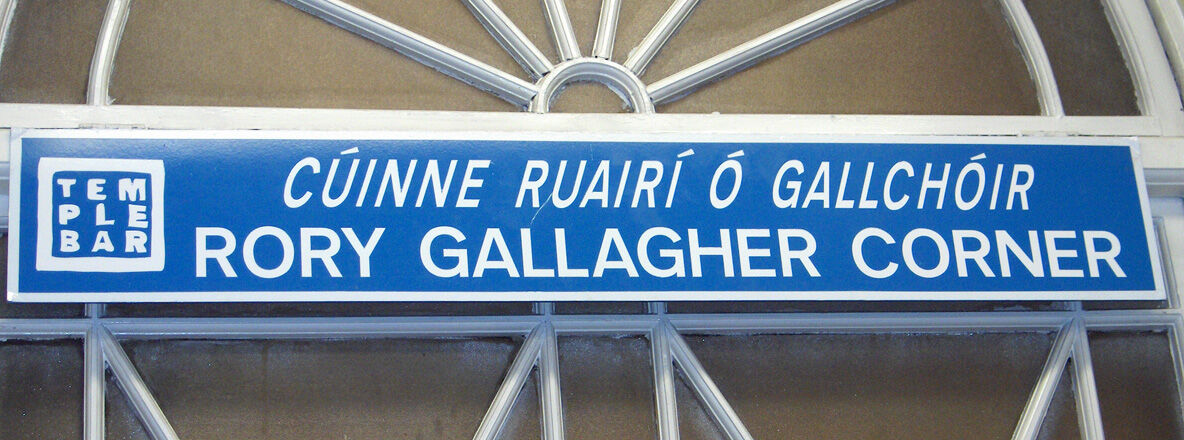 TEM
PLE
BAR
CÚINNE RUAIRÍ Ó GALLCHÓIR
RORY GALLAGHER CORNER